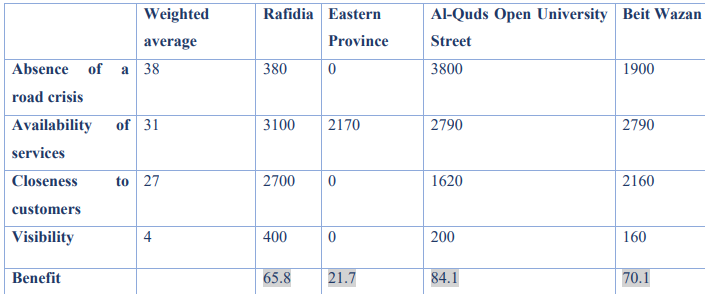 Weighted average Rafidia Eastern Province Al-Quds Open University Street Beit Wazan
Absence of a road crisis 38 380 0 3800 1900
Availability of services 31 3100 2170 2790 2790
Closeness to customers 27 2700 0 1620 2160
Visibility 4 400 0 200 160
Benefit 65.8 21.7 84.1 70.1